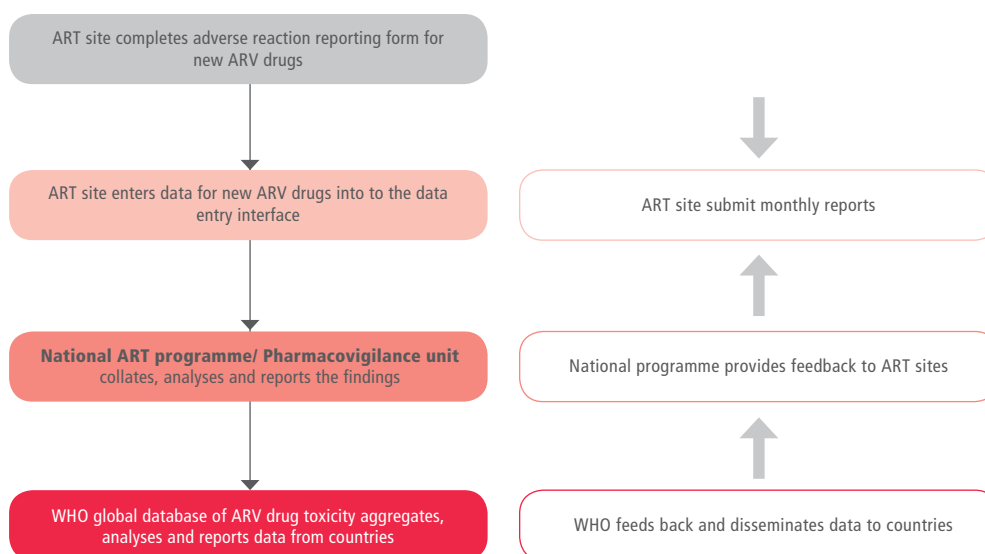 ART site completes adverse reaction reporting form for
new ARV drugs
ART site enters data for new ARV drugs into to the data
entry interface
ART site submit monthly reports
National ART programme/ Pharmacovigilance unit
collates, analyses and reports the findings
National programme provides feedback to ART sites
WHO global database of ARV drug toxicity aggregates,
analyses and reports data from countries
WHO feeds back and disseminates data to countries